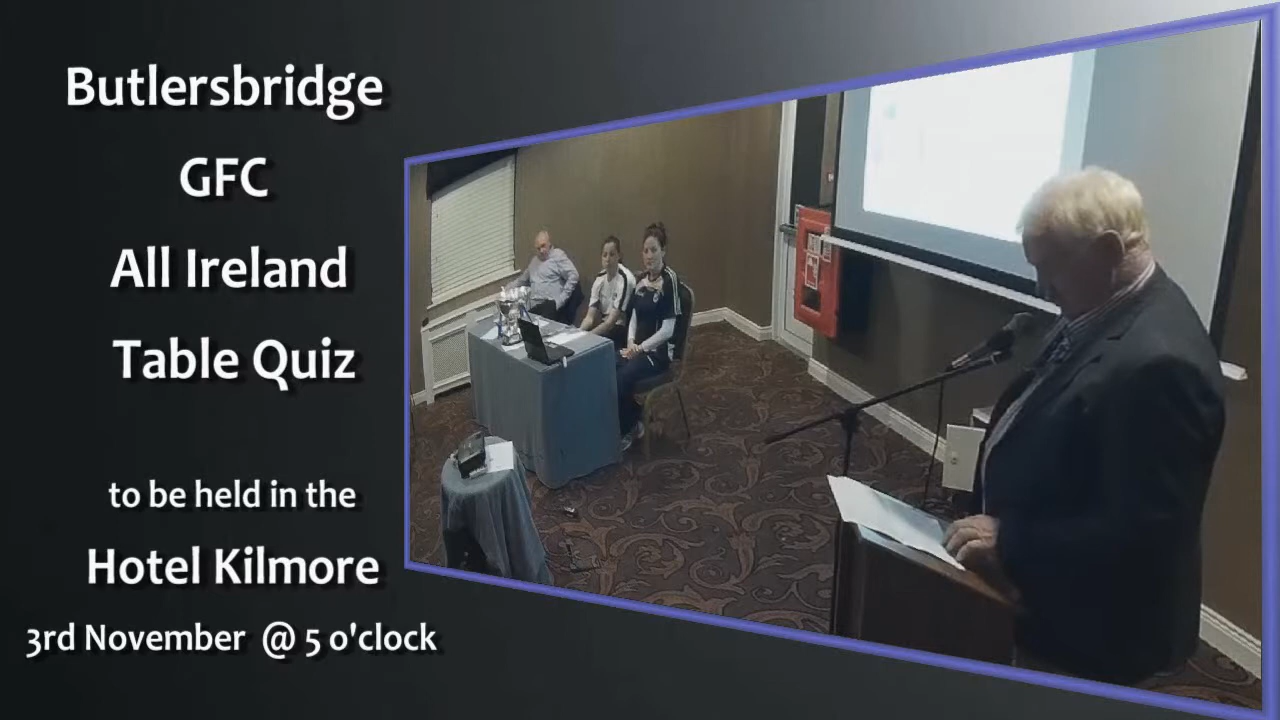 Butlersbridge
GFC
All Ireland
Table Quiz
to be held in the
Hotel Kilmore
3rd November @ 5 o'clock